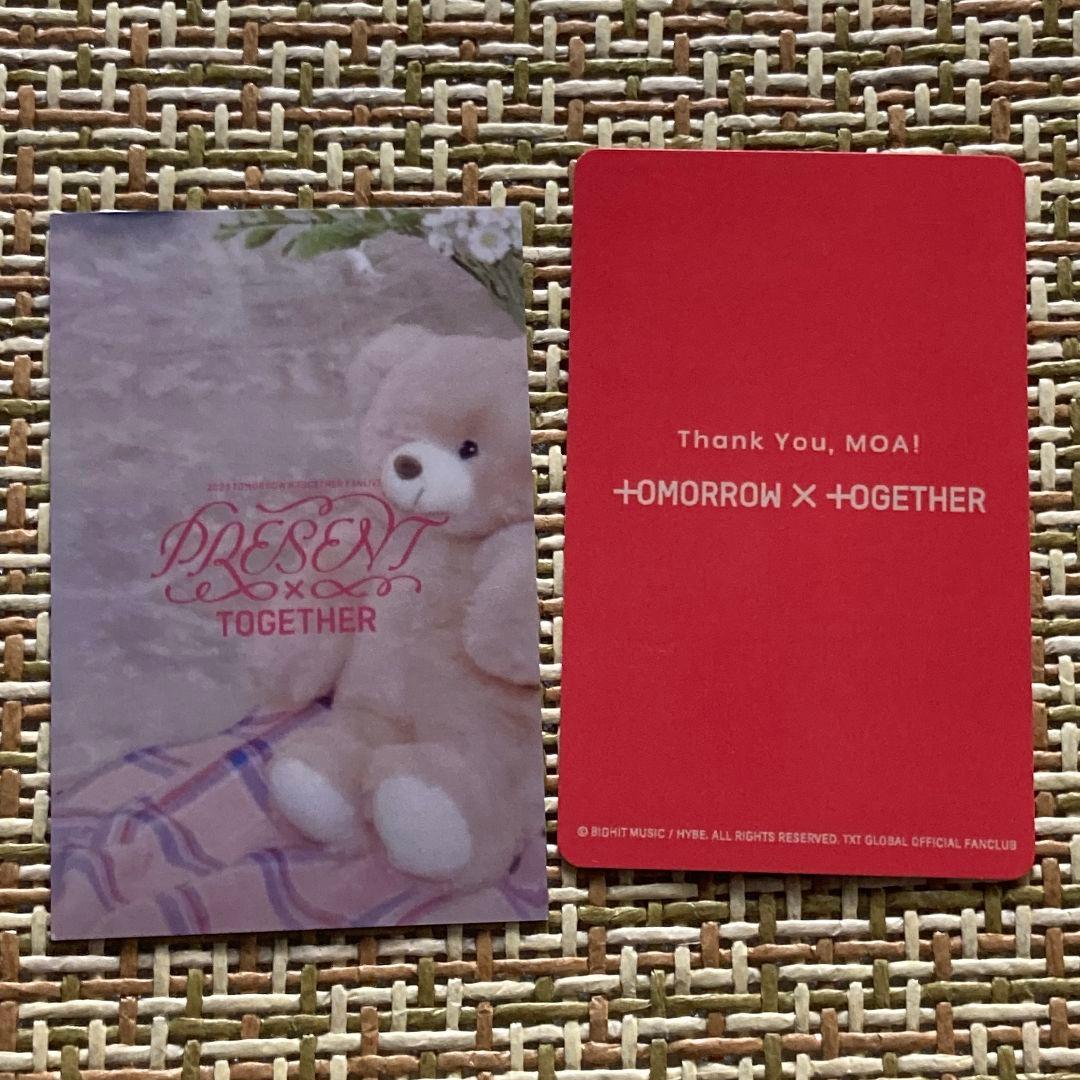 2023 TOMORROW X TOGETHER FANLIVE
PRESENT
×
TOGETHER
Thank You, MOA!
TOMORROW × TOGETHER
© BIGHIT MUSIC / HYBE. ALL RIGHTS RESERVED. TXT GLOBAL OFFICIAL FANCLUB